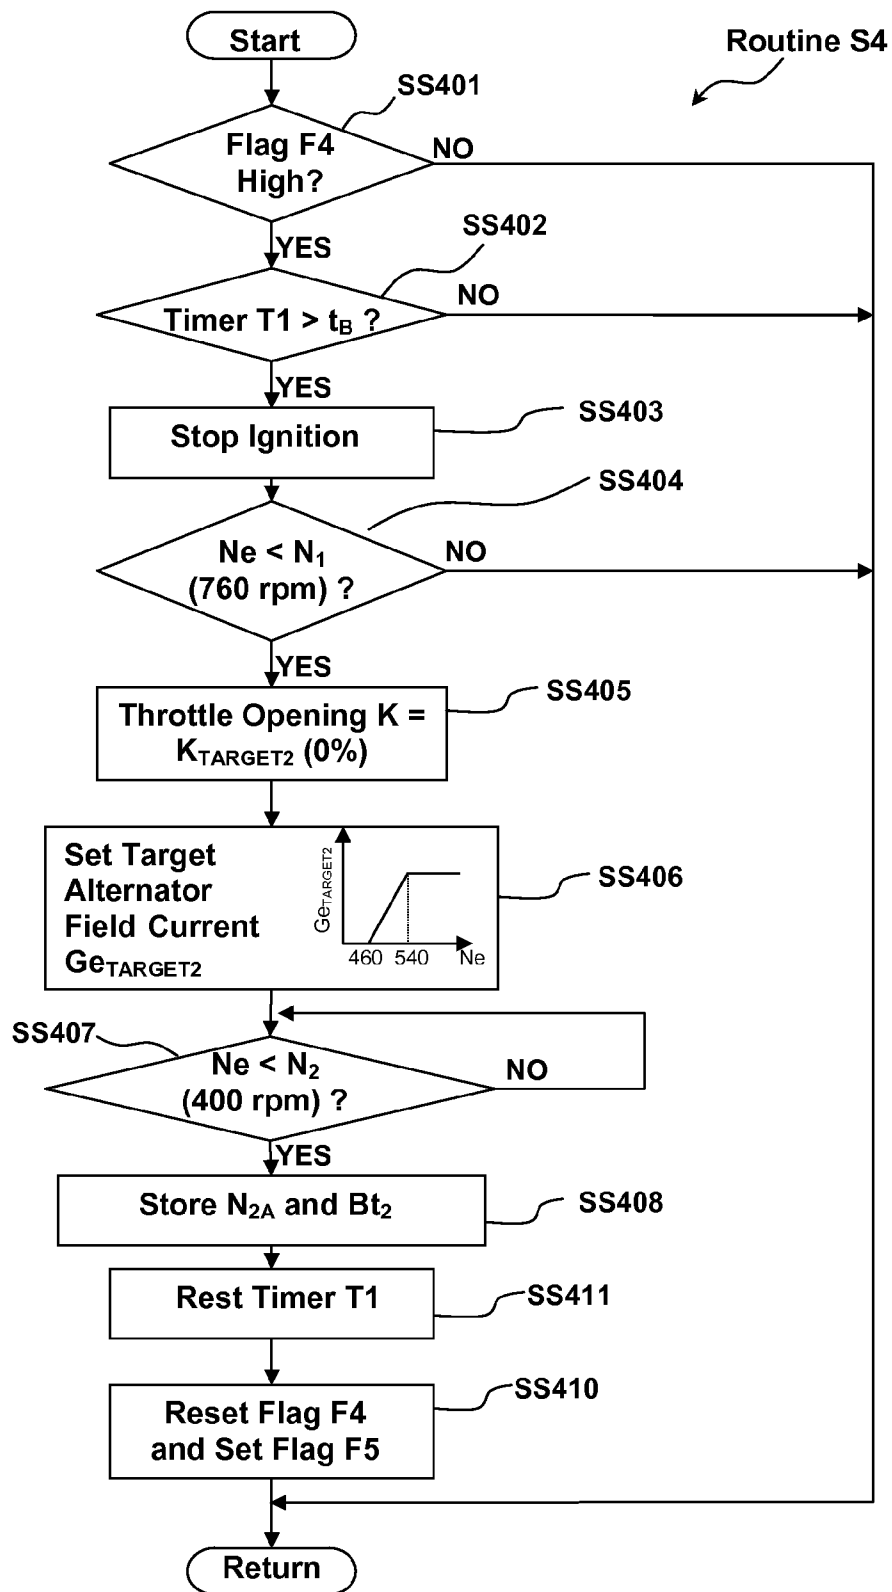 Start
Routine S4
SS401
Flag F4
High?
NO
YES
SS402
Timer T1 > tB ?
NO
YES
Stop Ignition
SS403
SS404
Ne < N1
(760 rpm) ?
NO
YES
SS405
Throttle Opening K =
KTARGET2 (0%)
Set Target
Alternator
Field Current
GeTARGET2
GeTARGET2
460 540 Ne
SS406
SS407
Ne < N2
(400 rpm) ?
NO
YES
Store N2A and Bt2
SS408
Rest Timer T1
SS411
SS410
Reset Flag F4
and Set Flag F5
Return